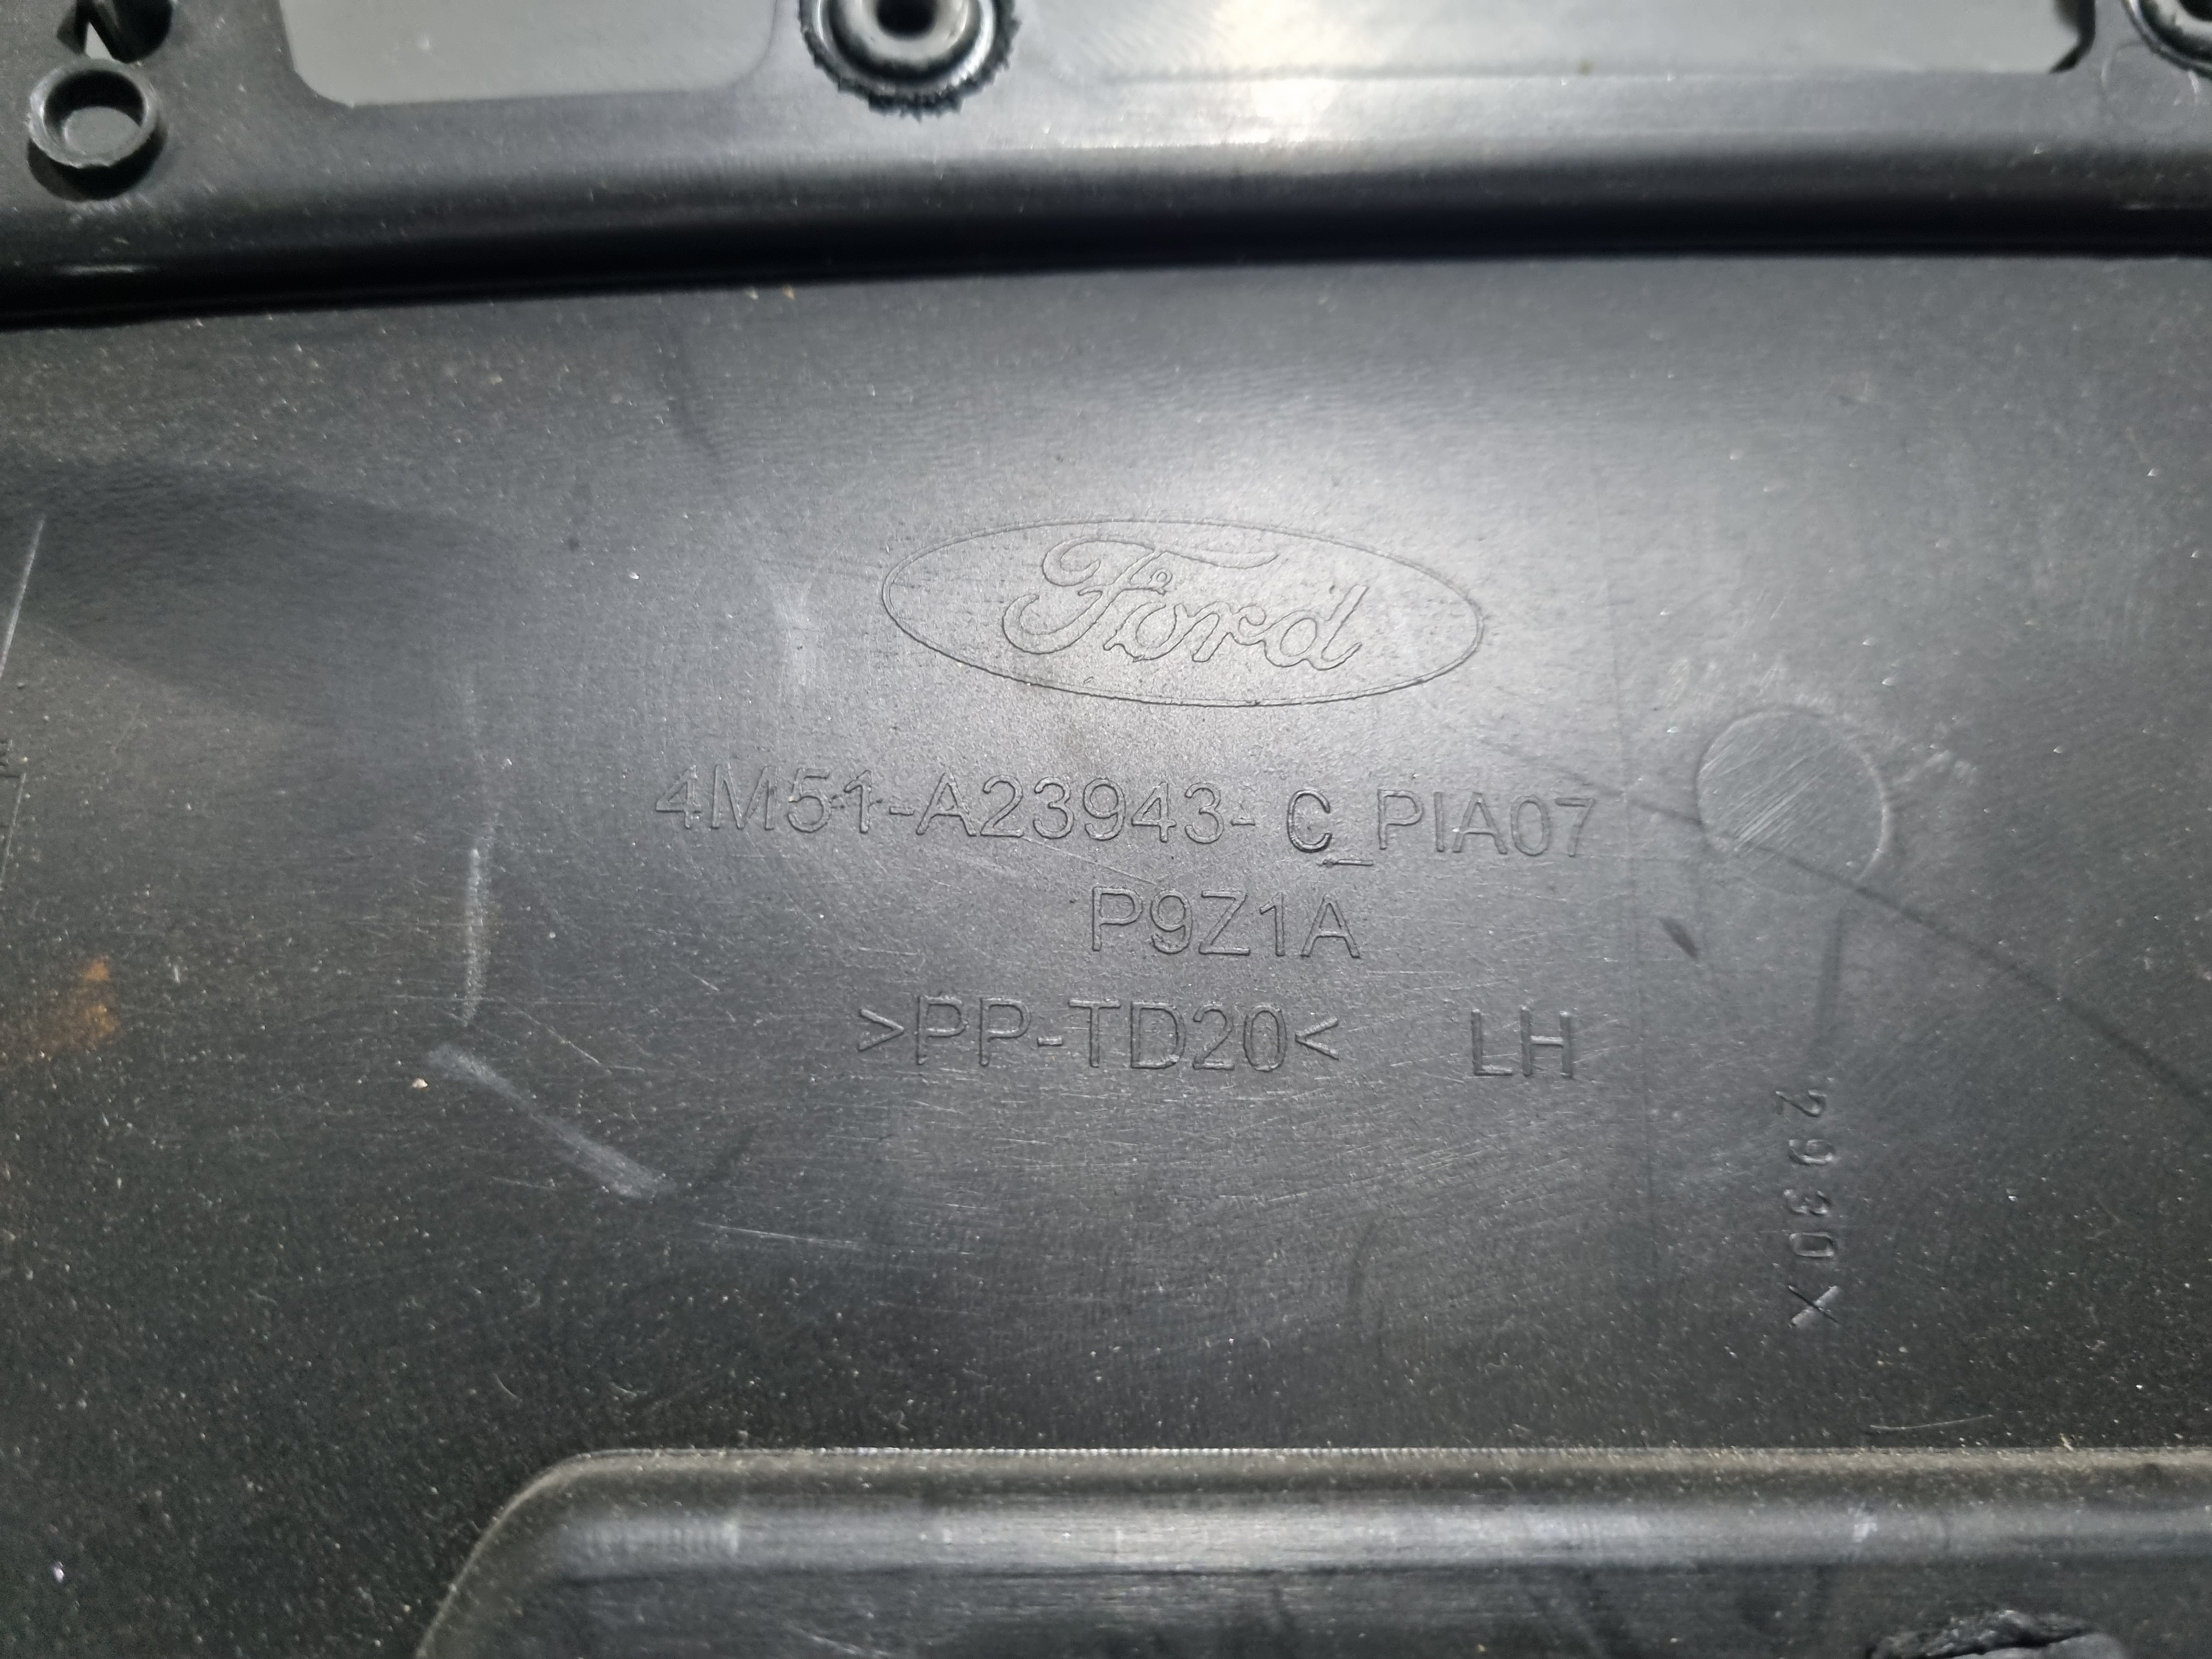 Ford
4M51-A23943-C_PIA07
P9Z1A
>PP-TD20< LH
2930X